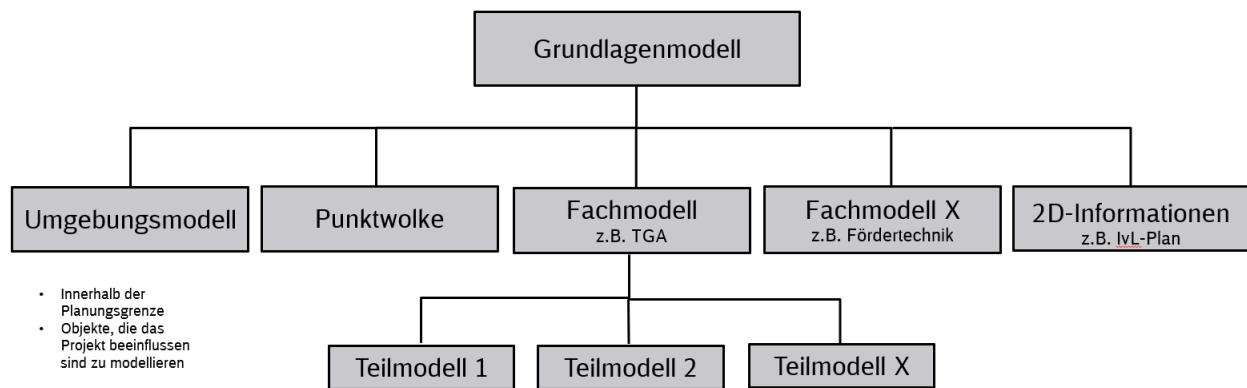 Grundlagenmodell
Umgebungsmodell
Punktwolke
Fachmodell
z.B. TGA
Fachmodell X
z.B. Fördertechnik
2D-Informationen
z.B. IvL-Plan
• Innerhalb der
Planungsgrenze
• Objekte, die das
Projekt beeinflussen
sind zu modellieren
Teilmodell 1
Teilmodell 2
Teilmodell X